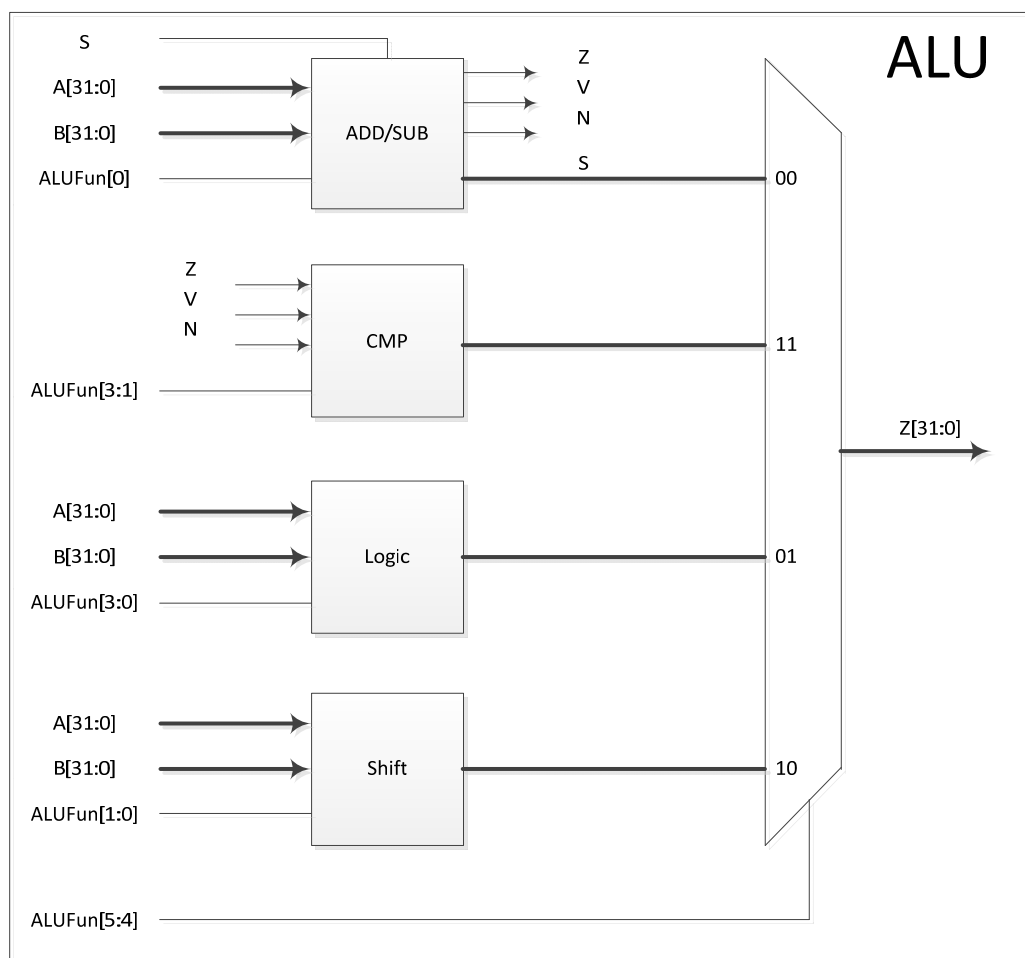 ALU
S
A[31:0]
B[31:0]
ALUFun[0]
ADD/SUB
Z
V
N
S
00
Z
V
N
ALUFun[3:1]
CMP
11
Z[31:0]
A[31:0]
B[31:0]
ALUFun[3:0]
Logic
01
A[31:0]
B[31:0]
ALUFun[1:0]
Shift
10
ALUFun[5:4]